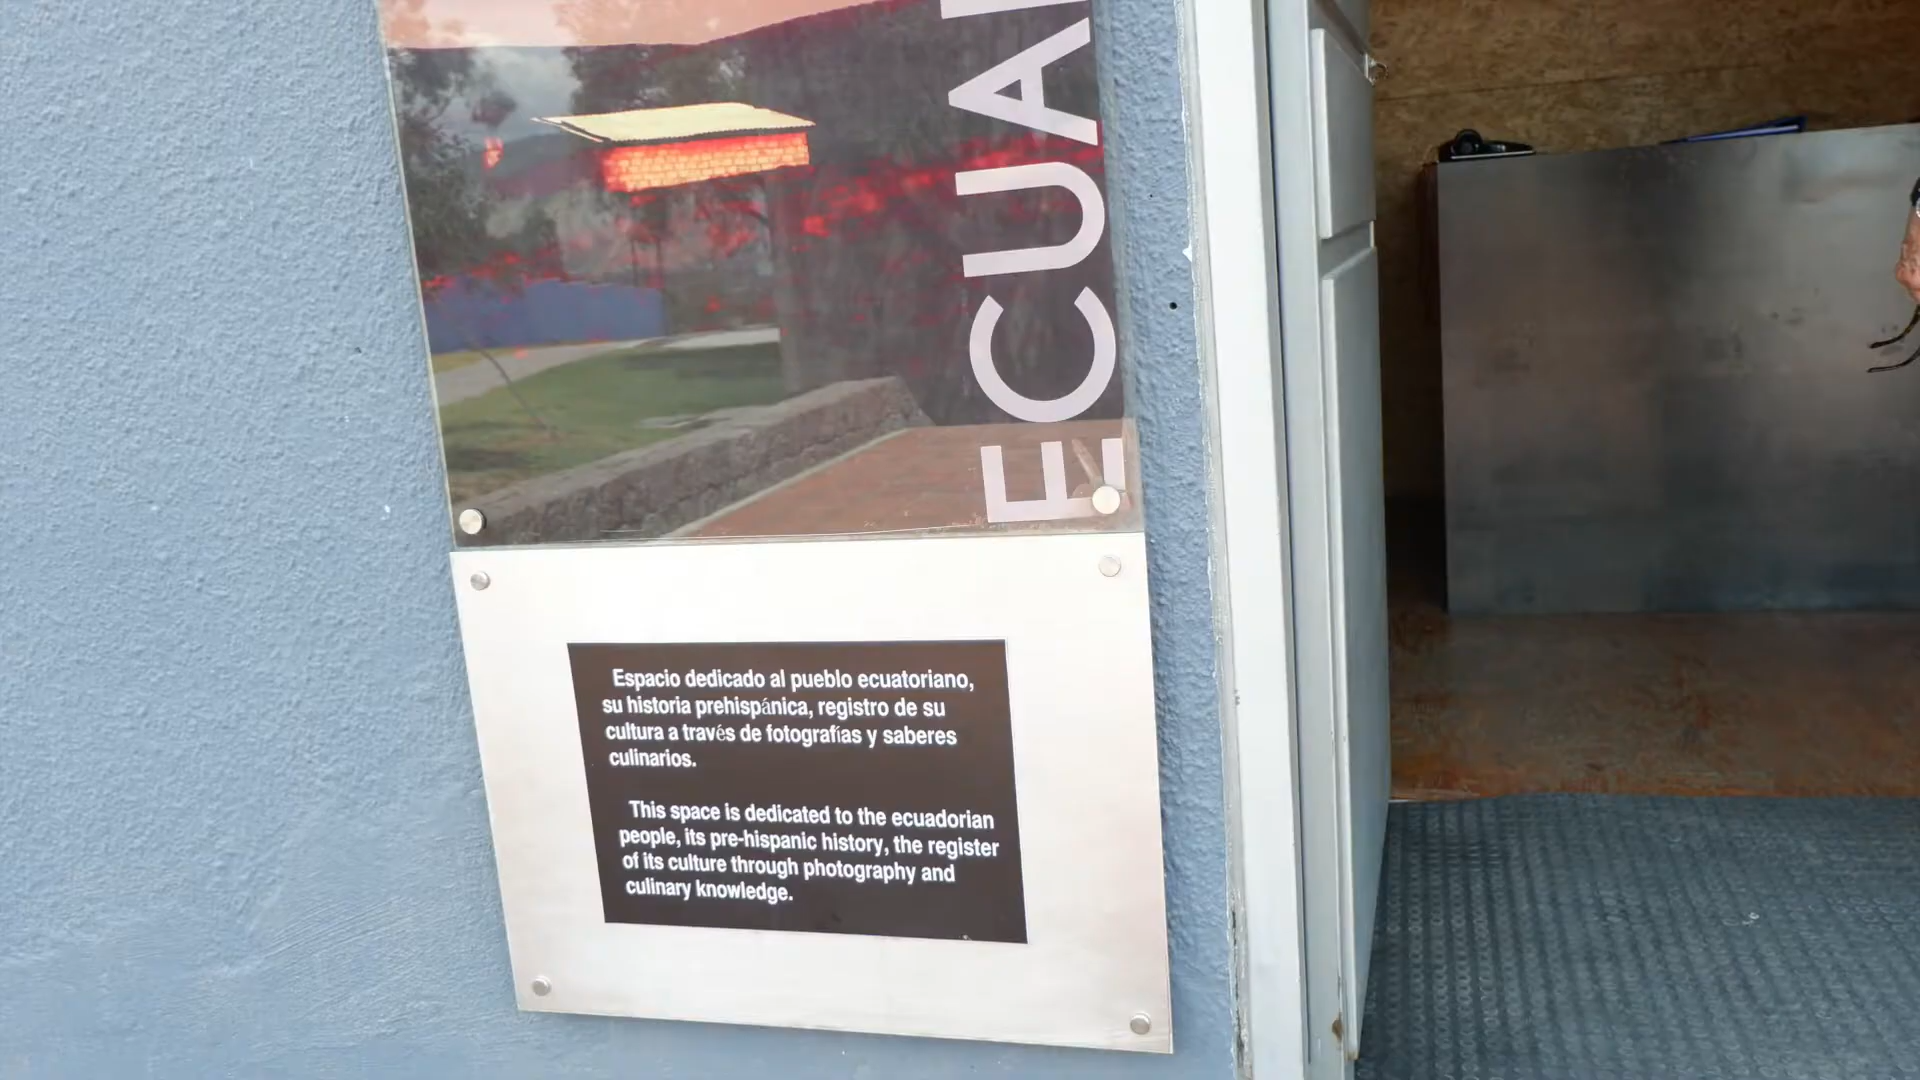 ECUA
Espacio dedicado al pueblo ecuatoriano,
su historia prehispánica, registro de su
cultura a través de fotografías y saberes
culinarios.
This space is dedicated to the ecuadorian
people, its pre-hispanic history, the register
of its culture through photography and
culinary knowledge.